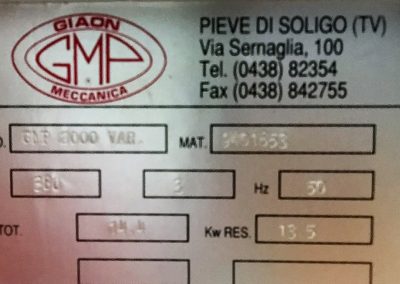 GIAON
GMP
MECCANICA
PIEVE DI SOLIGO (TV)
Via Sernaglia, 100
Tel. (0438) 82354
Fax (0438) 842755
VAR. MAT.
3 Hz 50
TOT. Kw RES. 13.5